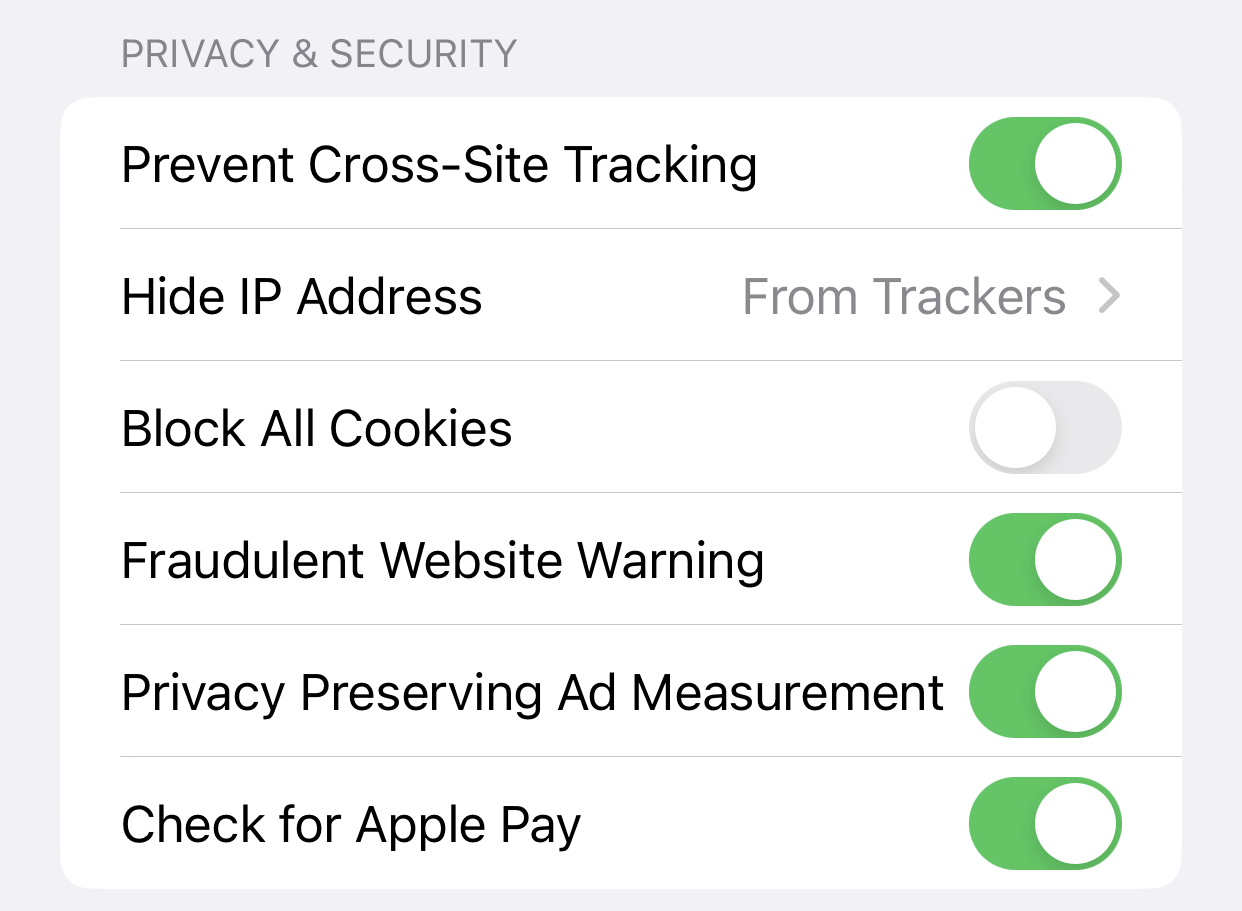 PRIVACY & SECURITY
Prevent Cross-Site Tracking
Hide IP Address From Trackers
Block All Cookies
Fraudulent Website Warning
Privacy Preserving Ad Measurement
Check for Apple Pay